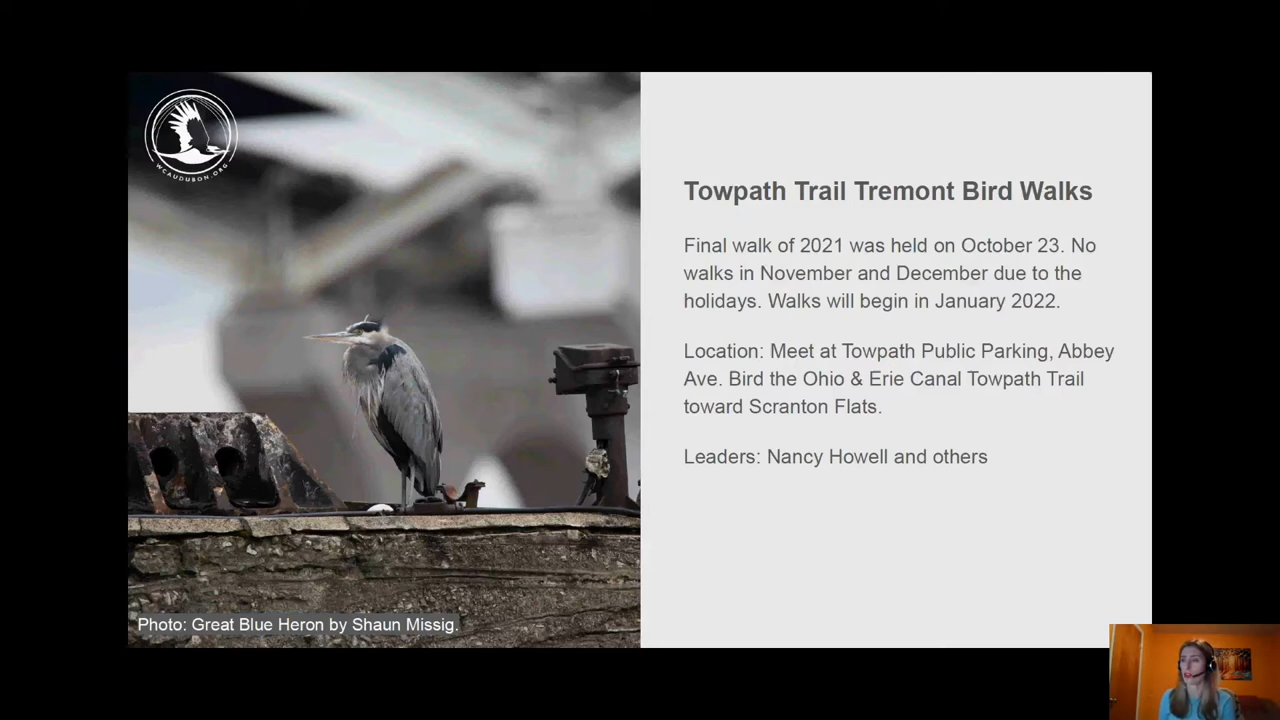 WCAUDUBON.ORG
Towpath Trail Tremont Bird Walks
Final walk of 2021 was held on October 23. No
walks in November and December due to the
holidays. Walks will begin in January 2022.
Location: Meet at Towpath Public Parking, Abbey
Ave. Bird the Ohio & Erie Canal Towpath Trail
toward Scranton Flats.
Leaders: Nancy Howell and others
Photo: Great Blue Heron by Shaun Missig.